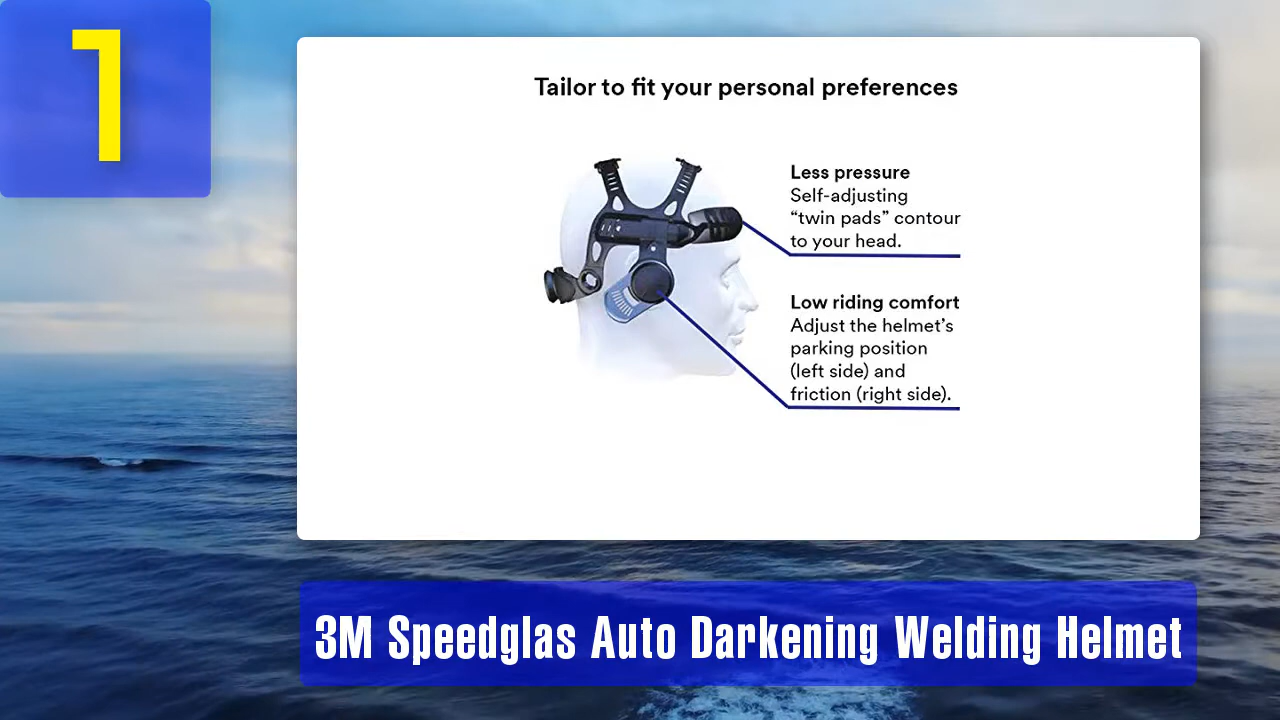 1
Tailor to fit your personal preferences
Less pressure
Self-adjusting
“twin pads” contour
to your head.
Low riding comfort
Adjust the helmet’s
parking position
(left side) and
friction (right side).
3M Speedglas Auto Darkening Welding Helmet